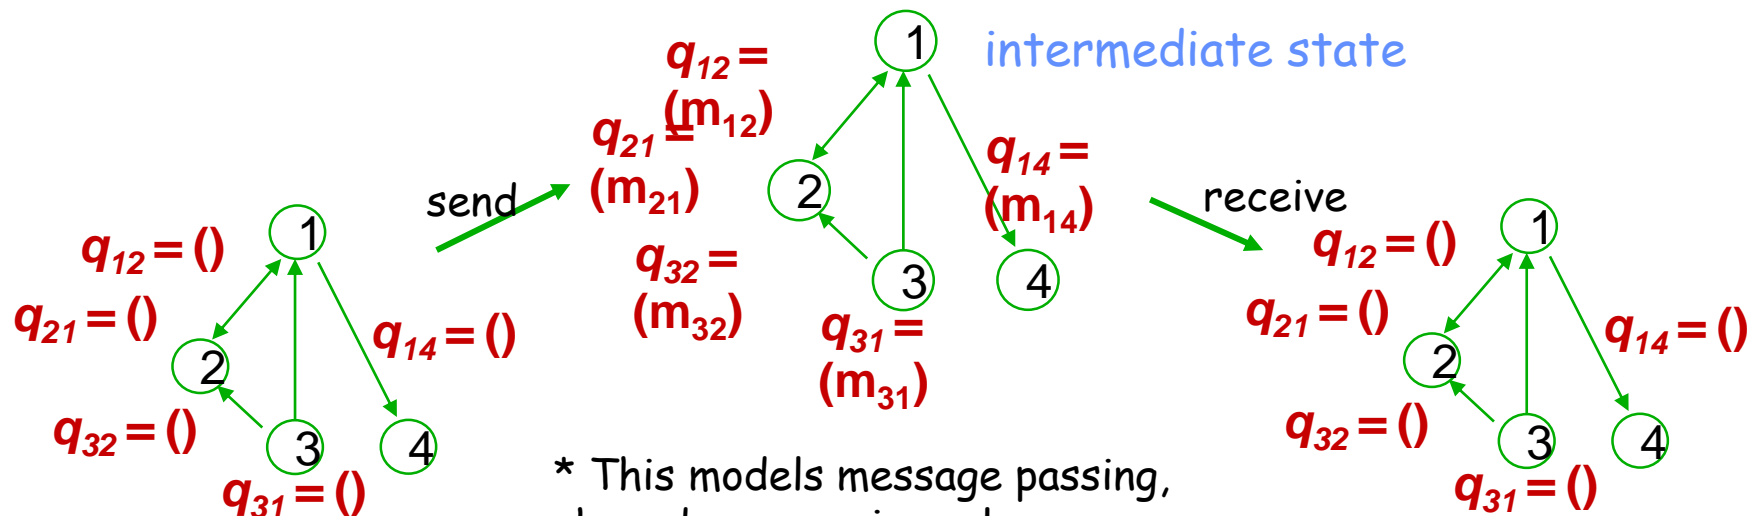 1
q12 = ()
q21 = ()
q14 = ()
2
q32 = ()
3
4
q31 = ()
send
1
intermediate state
q12 =
(m12)
q21 =
(m21)
q14 =
(m14)
2
q32 =
(m32)
3
4
q31 =
(m31)
receive
1
q12 = ()
q21 = ()
q14 = ()
2
q32 = ()
3
4
q31 = ()
* This models message passing,